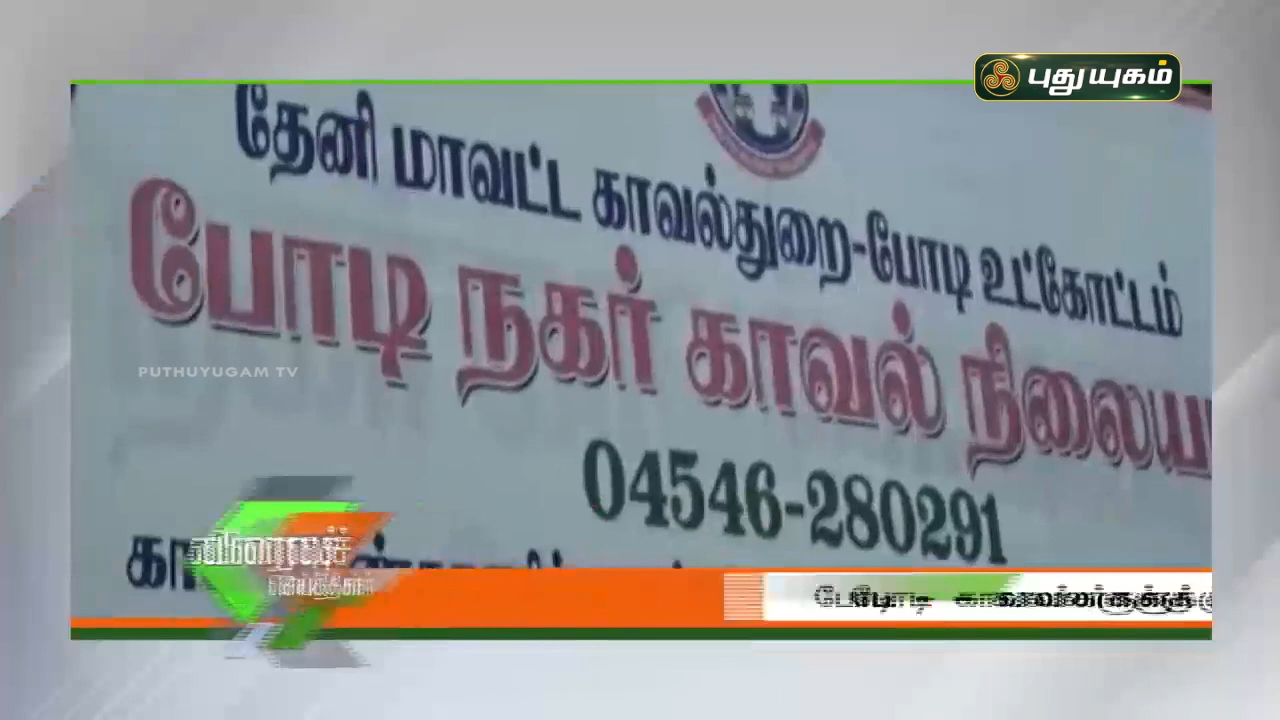 புதுயுகம்
தேனி மாவட்ட காவல்துறை-போடி உட்கோட்டம்
போடி நகர் காவல் நிலைய
PUTHUYUGAM TV
04546-280291